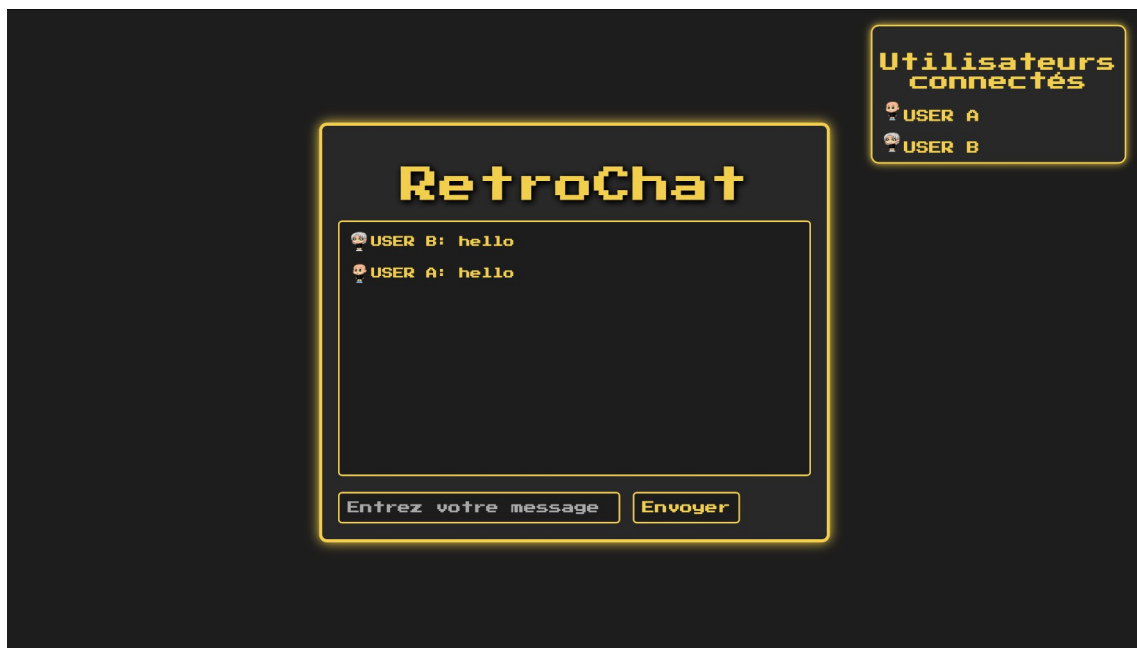 Utilisateurs
connectés
USER A
USER B
RetroChat
USER B: hello
USER A: hello
Entrez votre message
Envoyer